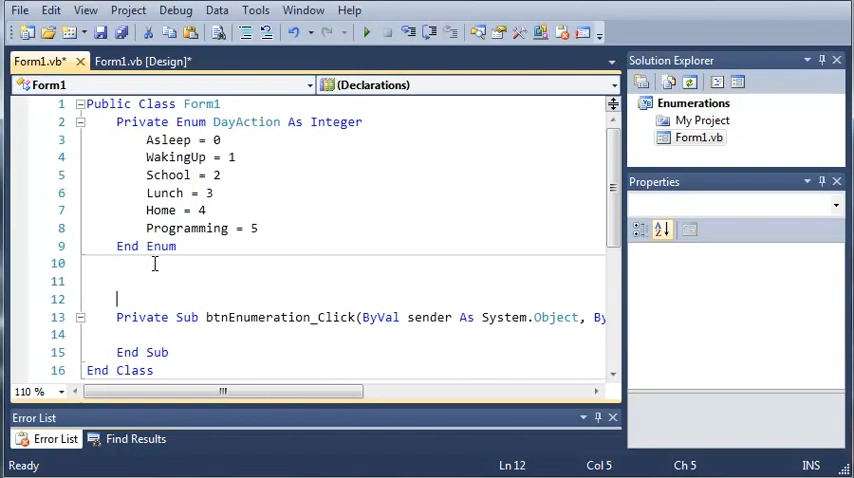 File Edit View Project Debug Data Tools Window Help
Form1.vb* Form1.vb [Design]*
Form1 (Declarations)
1 Public Class Form1
2 Private Enum DayAction As Integer
3 Asleep = 0
4 WakingUp = 1
5 School = 2
6 Lunch = 3
7 Home = 4
8 Programming = 5
9 End Enum
10
11
12
13 Private Sub btnEnumeration_Click(ByVal sender As System.Object, By
14
15 End Sub
16 End Class
110 %
Solution Explorer
Enumerations
My Project
Form1.vb
Properties
Error List
Error List Find Results
Ready Ln 12 Col 5 Ch 5 INS